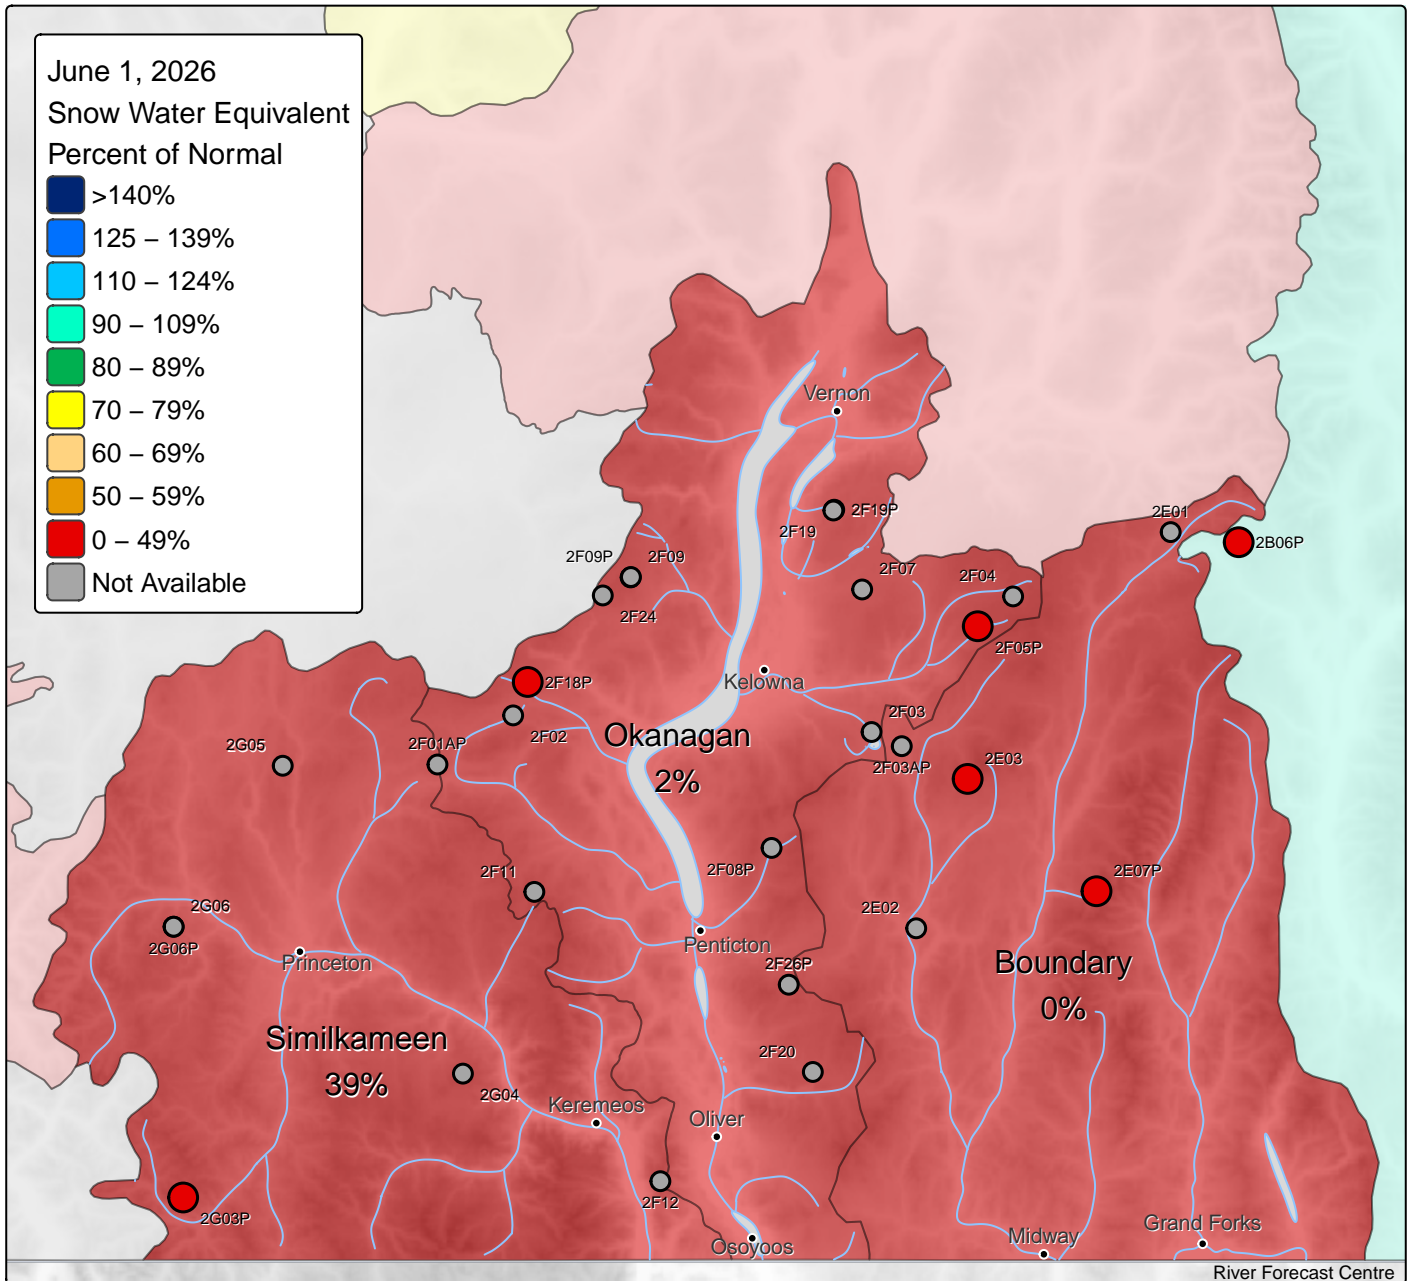 June 1, 2026
Snow Water Equivalent
Percent of Normal
>140%
125 – 139%
110 – 124%
90 – 109%
80 – 89%
70 – 79%
60 – 69%
50 – 59%
0 – 49%
Not Available
Vernon
2F19P
2F19
2E01
2B06P
2F09P
2F09
2F24
2F07
2F04
2F05P
2F18P
Kelowna
2F02
2F03
2F03AP
2G05
2F01AP
Okanagan
2%
2E03
2F08P
2F11
2E07P
2G06
2G06P
2E02
Penticton
Princeton
2F26P
Boundary
0%
Similkameen
39%
2F20
2G04
Keremeos
Oliver
2F12
2G03P
Osoyoos
Midway
Grand Forks
River Forecast Centre